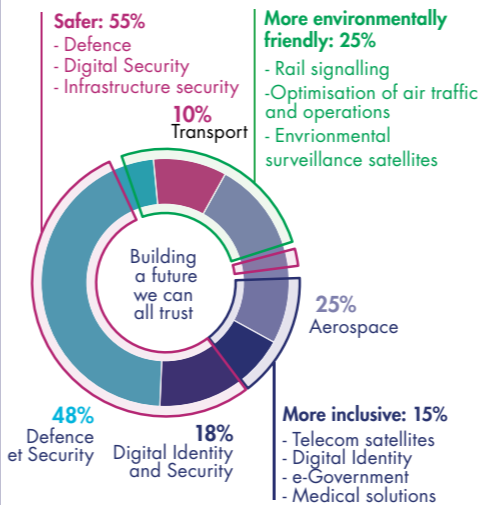 Safer: 55%
- Defence
- Digital Security
- Infrastructure security
More environmentally
friendly: 25%
- Rail signalling
-Optimisation of air traffic
and operations
- Envrionmental
surveillance satellites
10%
Transport
Building
a future
we can
all trust
25%
Aerospace
48%
Defence
et Security
18%
Digital Identity
and Security
More inclusive: 15%
- Telecom satellites
- Digital Identity
- e-Government
- Medical solutions